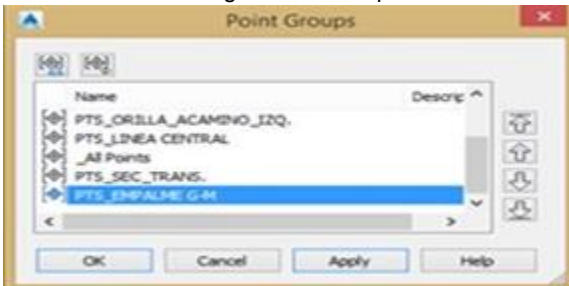 Point Groups
Name Descrip
PTS_ORILLA_ACAMINO_IZQ.
PTS_LINEA CENTRAL
_All Points
PTS_SEC_TRANS.
PTS_EMPALME G-M
OK Cancel Apply Help